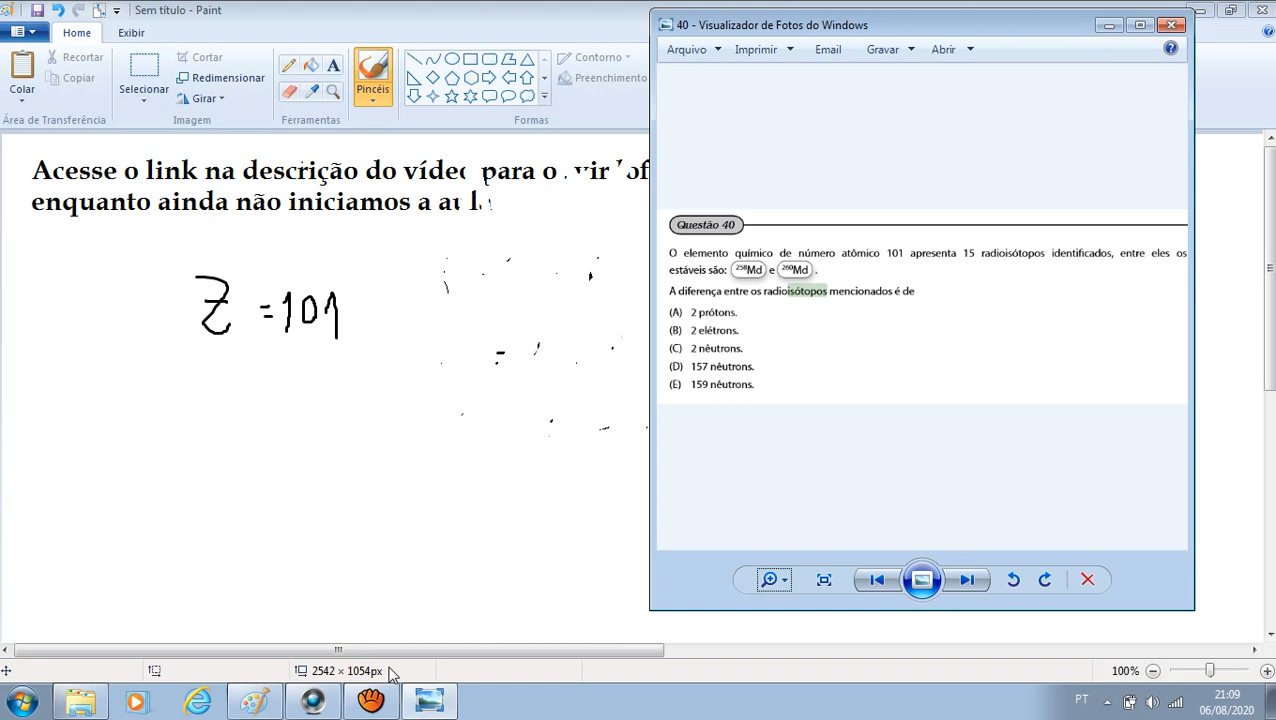 Sem título - Paint
Home Exibir
Colar
Recortar
Copiar
Área de Transferência
Selecionar
Cortar
Redimensionar
Girar
Imagem
Ferramentas
Pincéis
Formas
Contorno
Preenchimento
40 - Visualizador de Fotos do Windows
Arquivo Imprimir Email Gravar Abrir
Acesse o link na descrição do vídeo para o
enquanto ainda não iniciamos a
Z = 101
Questão 40
O elemento químico de número atômico 101 apresenta 15 radioisótopos identificados, entre eles os
estáveis são: ²⁵⁸Md e ²⁶⁰Md .
A diferença entre os radioisótopos mencionados é de
(A) 2 prótons.
(B) 2 elétrons.
(C) 2 nêutrons.
(D) 157 nêutrons.
(E) 159 nêutrons.
2542 × 1054px
100%
PT
21:09
06/08/2020